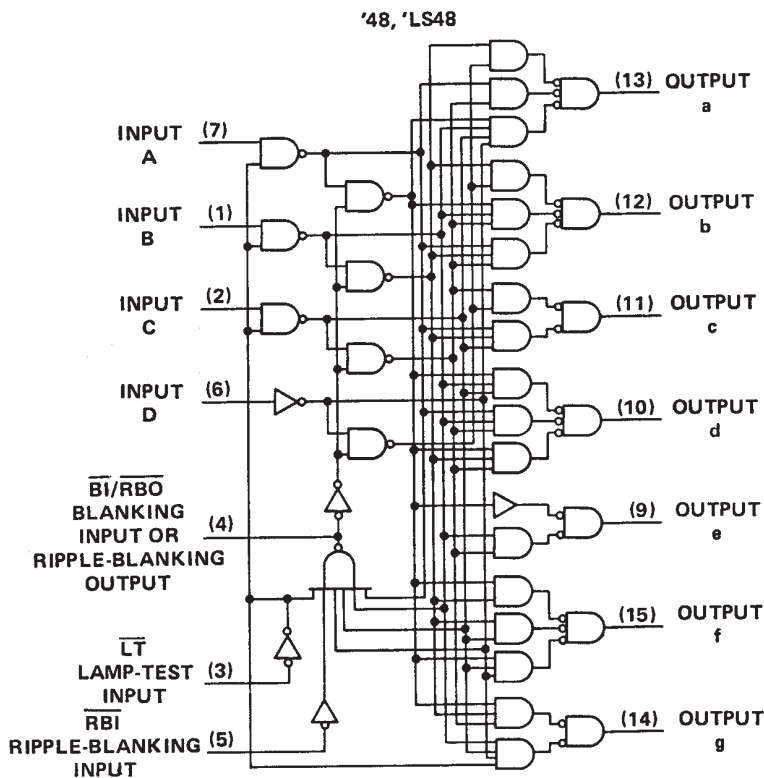 '48, 'LS48
INPUT
A
(7)
INPUT
B
(1)
INPUT
C
(2)
INPUT
D
(6)
BI/RBO
BLANKING
INPUT OR
RIPPLE-BLANKING
OUTPUT
(4)
LT
LAMP-TEST
INPUT
(3)
RBI
RIPPLE-BLANKING
INPUT
(5)
(13) OUTPUT
a
(12) OUTPUT
b
(11) OUTPUT
c
(10) OUTPUT
d
(9) OUTPUT
e
(15) OUTPUT
f
(14) OUTPUT
g